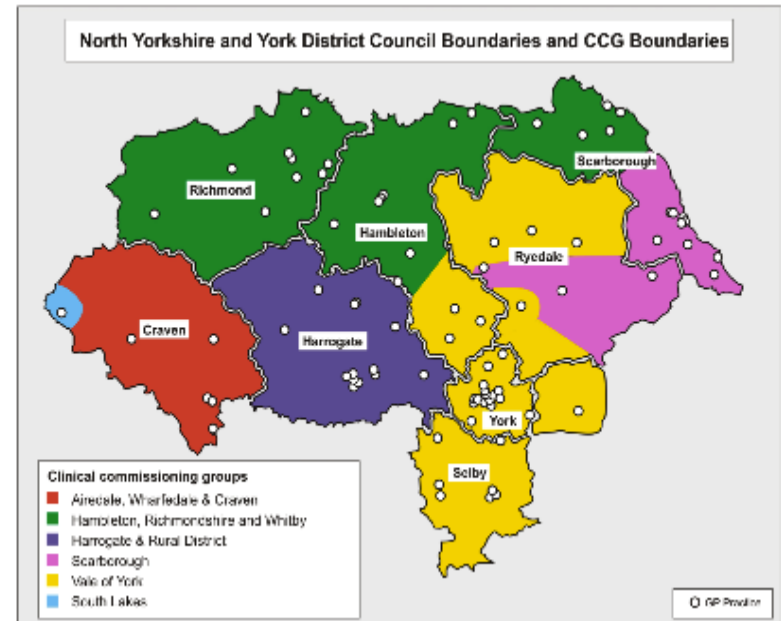 North Yorkshire and York District Council Boundaries and CCG Boundaries
Scarborough
Richmond
Hambleton
Ryedale
Craven
Harrogate
York
Selby
Clinical commissioning groups
Airedale, Wharfedale & Craven
Hambleton, Richmondshire and Whitby
Harrogate & Rural District
Scarborough
Vale of York
South Lakes
GP Practice